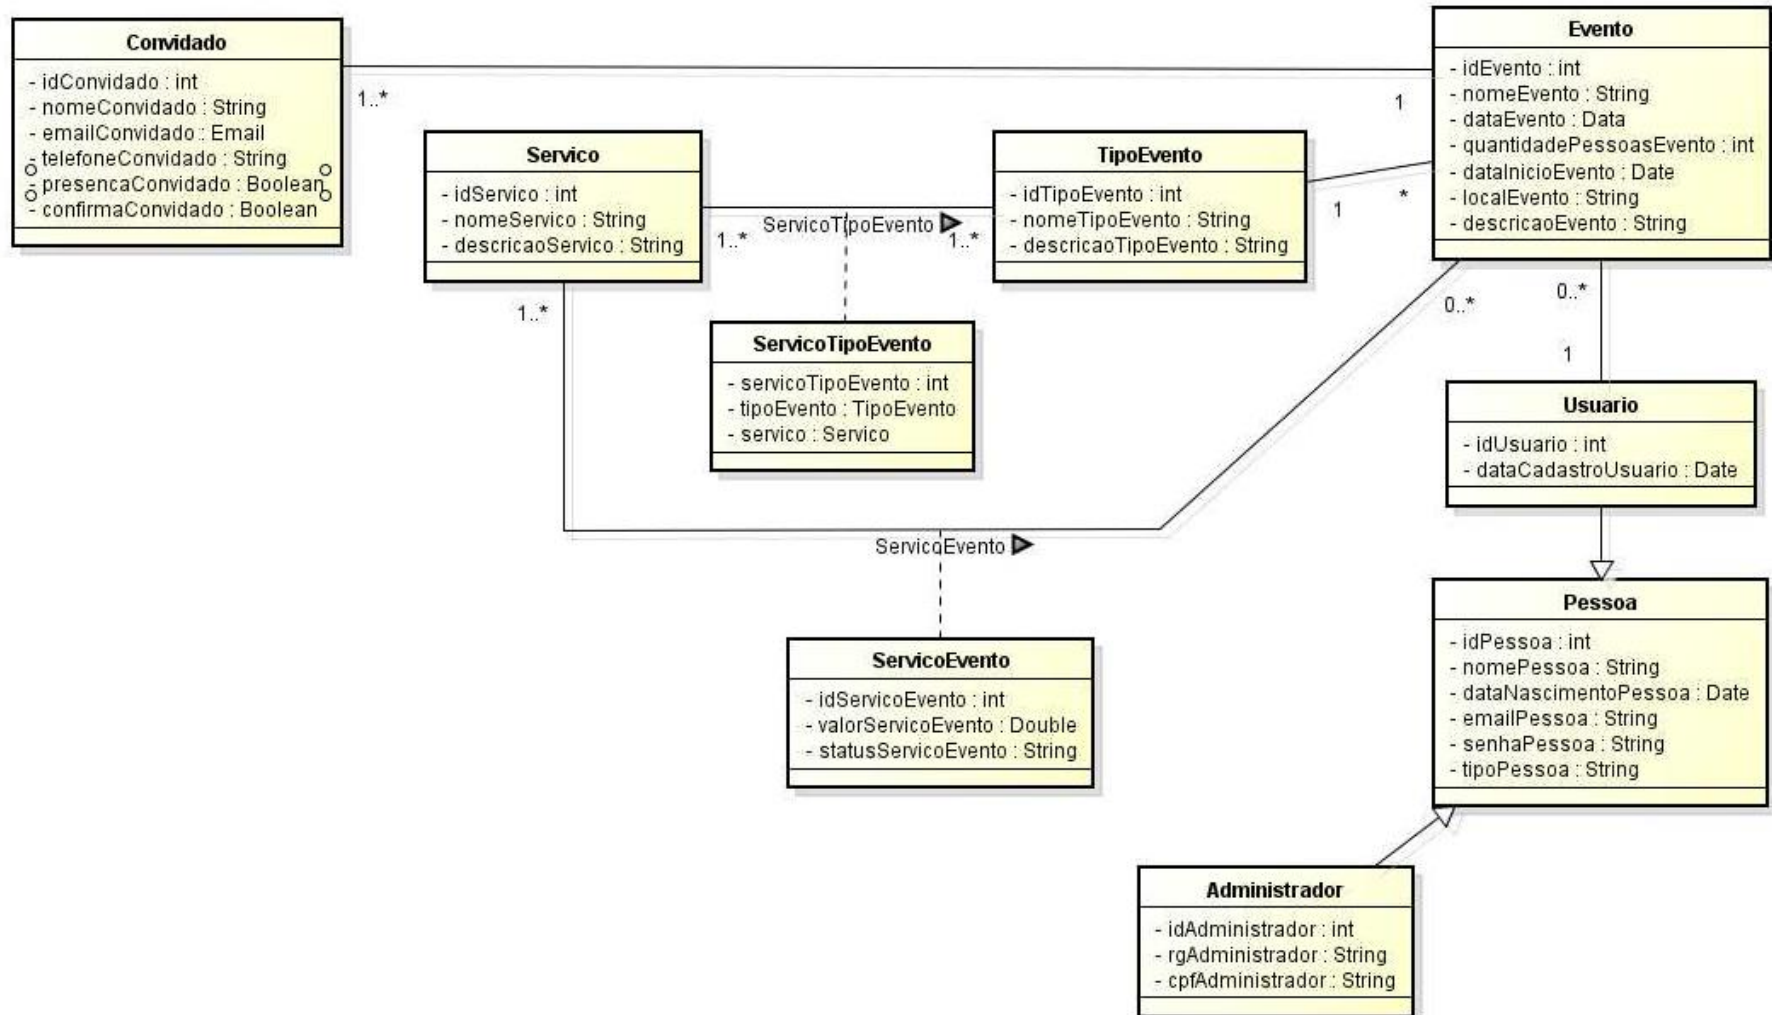 Convidado
- idConvidado : int
- nomeConvidado : String
- emailConvidado : Email
- telefoneConvidado : String
- presencaConvidado : Boolean
- confirmaConvidado : Boolean
1..*
1
Evento
- idEvento : int
- nomeEvento : String
- dataEvento : Data
- quantidadePessoasEvento : int
- dataInicioEvento : Date
- localEvento : String
- descricaoEvento : String
Servico
- idServico : int
- nomeServico : String
- descricaoServico : String
1..*
ServicoTipoEvento
1..*
TipoEvento
- idTipoEvento : int
- nomeTipoEvento : String
- descricaoTipoEvento : String
1
*
1..*
0..*
0..*
1
ServicoTipoEvento
- servicoTipoEvento : int
- tipoEvento : TipoEvento
- servico : Servico
Usuario
- idUsuario : int
- dataCadastroUsuario : Date
ServicoEvento
ServicoEvento
- idServicoEvento : int
- valorServicoEvento : Double
- statusServicoEvento : String
Pessoa
- idPessoa : int
- nomePessoa : String
- dataNascimentoPessoa : Date
- emailPessoa : String
- senhaPessoa : String
- tipoPessoa : String
Administrador
- idAdministrador : int
- rgAdministrador : String
- cpfAdministrador : String